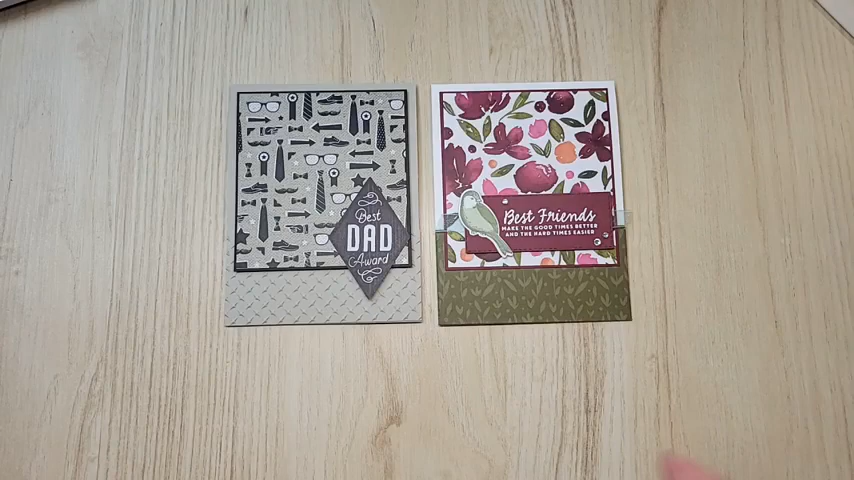 Best
DAD
Award
Best Friends
MAKE THE GOOD TIMES BETTER
AND THE HARD TIMES EASIER